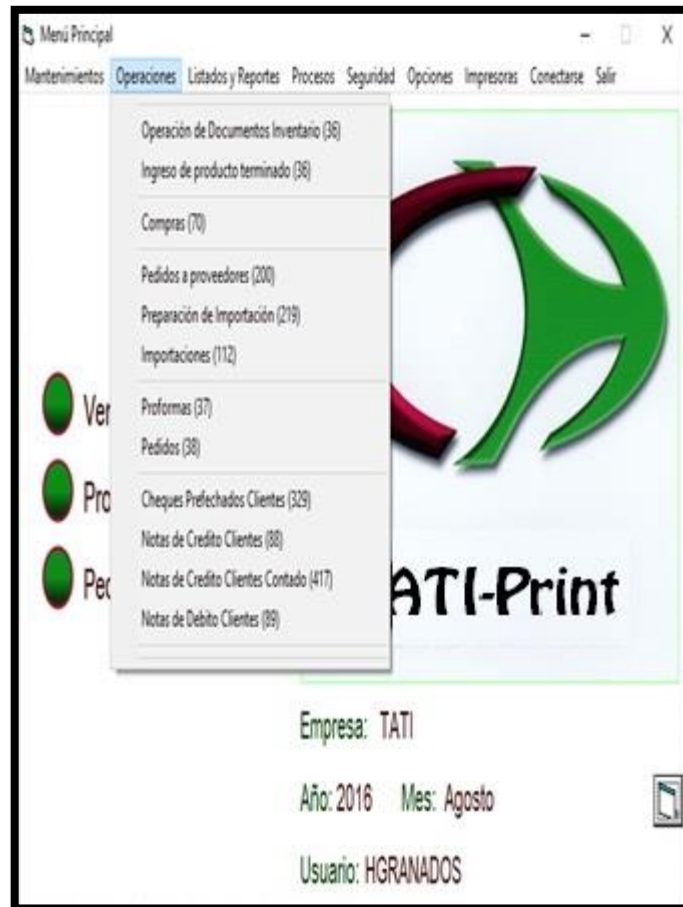 Menú Principal
Mantenimientos Operaciones Listados y Reportes Procesos Seguridad Opciones Impresoras Conectarse Salir
Operación de Documentos Inventario (36)
Ingreso de producto terminado (36)
Compras (70)
Pedidos a proveedores (200)
Preparación de Importación (219)
Importaciones (112)
Proformas (37)
Pedidos (38)
Cheques Prefechados Clientes (329)
Notas de Credito Clientes (88)
Notas de Credito Clientes Contado (417)
Notas de Debito Clientes (89)
Ver
Pro
Ped
ATI-Print
Empresa: TATI
Año: 2016 Mes: Agosto
Usuario: HGRANADOS